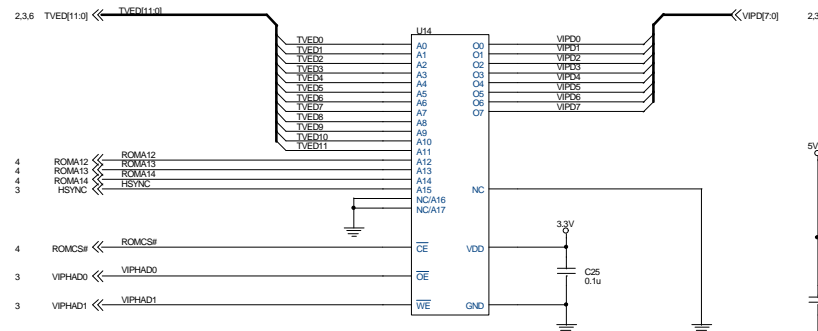 2,3,6 TVED[11:0] TVED[11:0] VIPD[7:0] 2,3
U14
TVED0 A0 O0 VIPD0
TVED1 A1 O1 VIPD1
TVED2 A2 O2 VIPD2
TVED3 A3 O3 VIPD3
TVED4 A4 O4 VIPD4
TVED5 A5 O5 VIPD5
TVED6 A6 O6 VIPD6
TVED7 A7 O7 VIPD7
TVED8 A8
TVED9 A9
TVED10 A10
TVED11 A11
4 ROMA12 ROMA12 A12
4 ROMA13 ROMA13 A13
4 ROMA14 ROMA14 A14
3 HSYNC HSYNC A15 NC
NC/A16
NC/A17
5V
3.3V
4 ROMCS# ROMCS# CE VDD
C25
0.1u
3 VIPHAD0 VIPHAD0 OE
3 VIPHAD1 VIPHAD1 WE GND